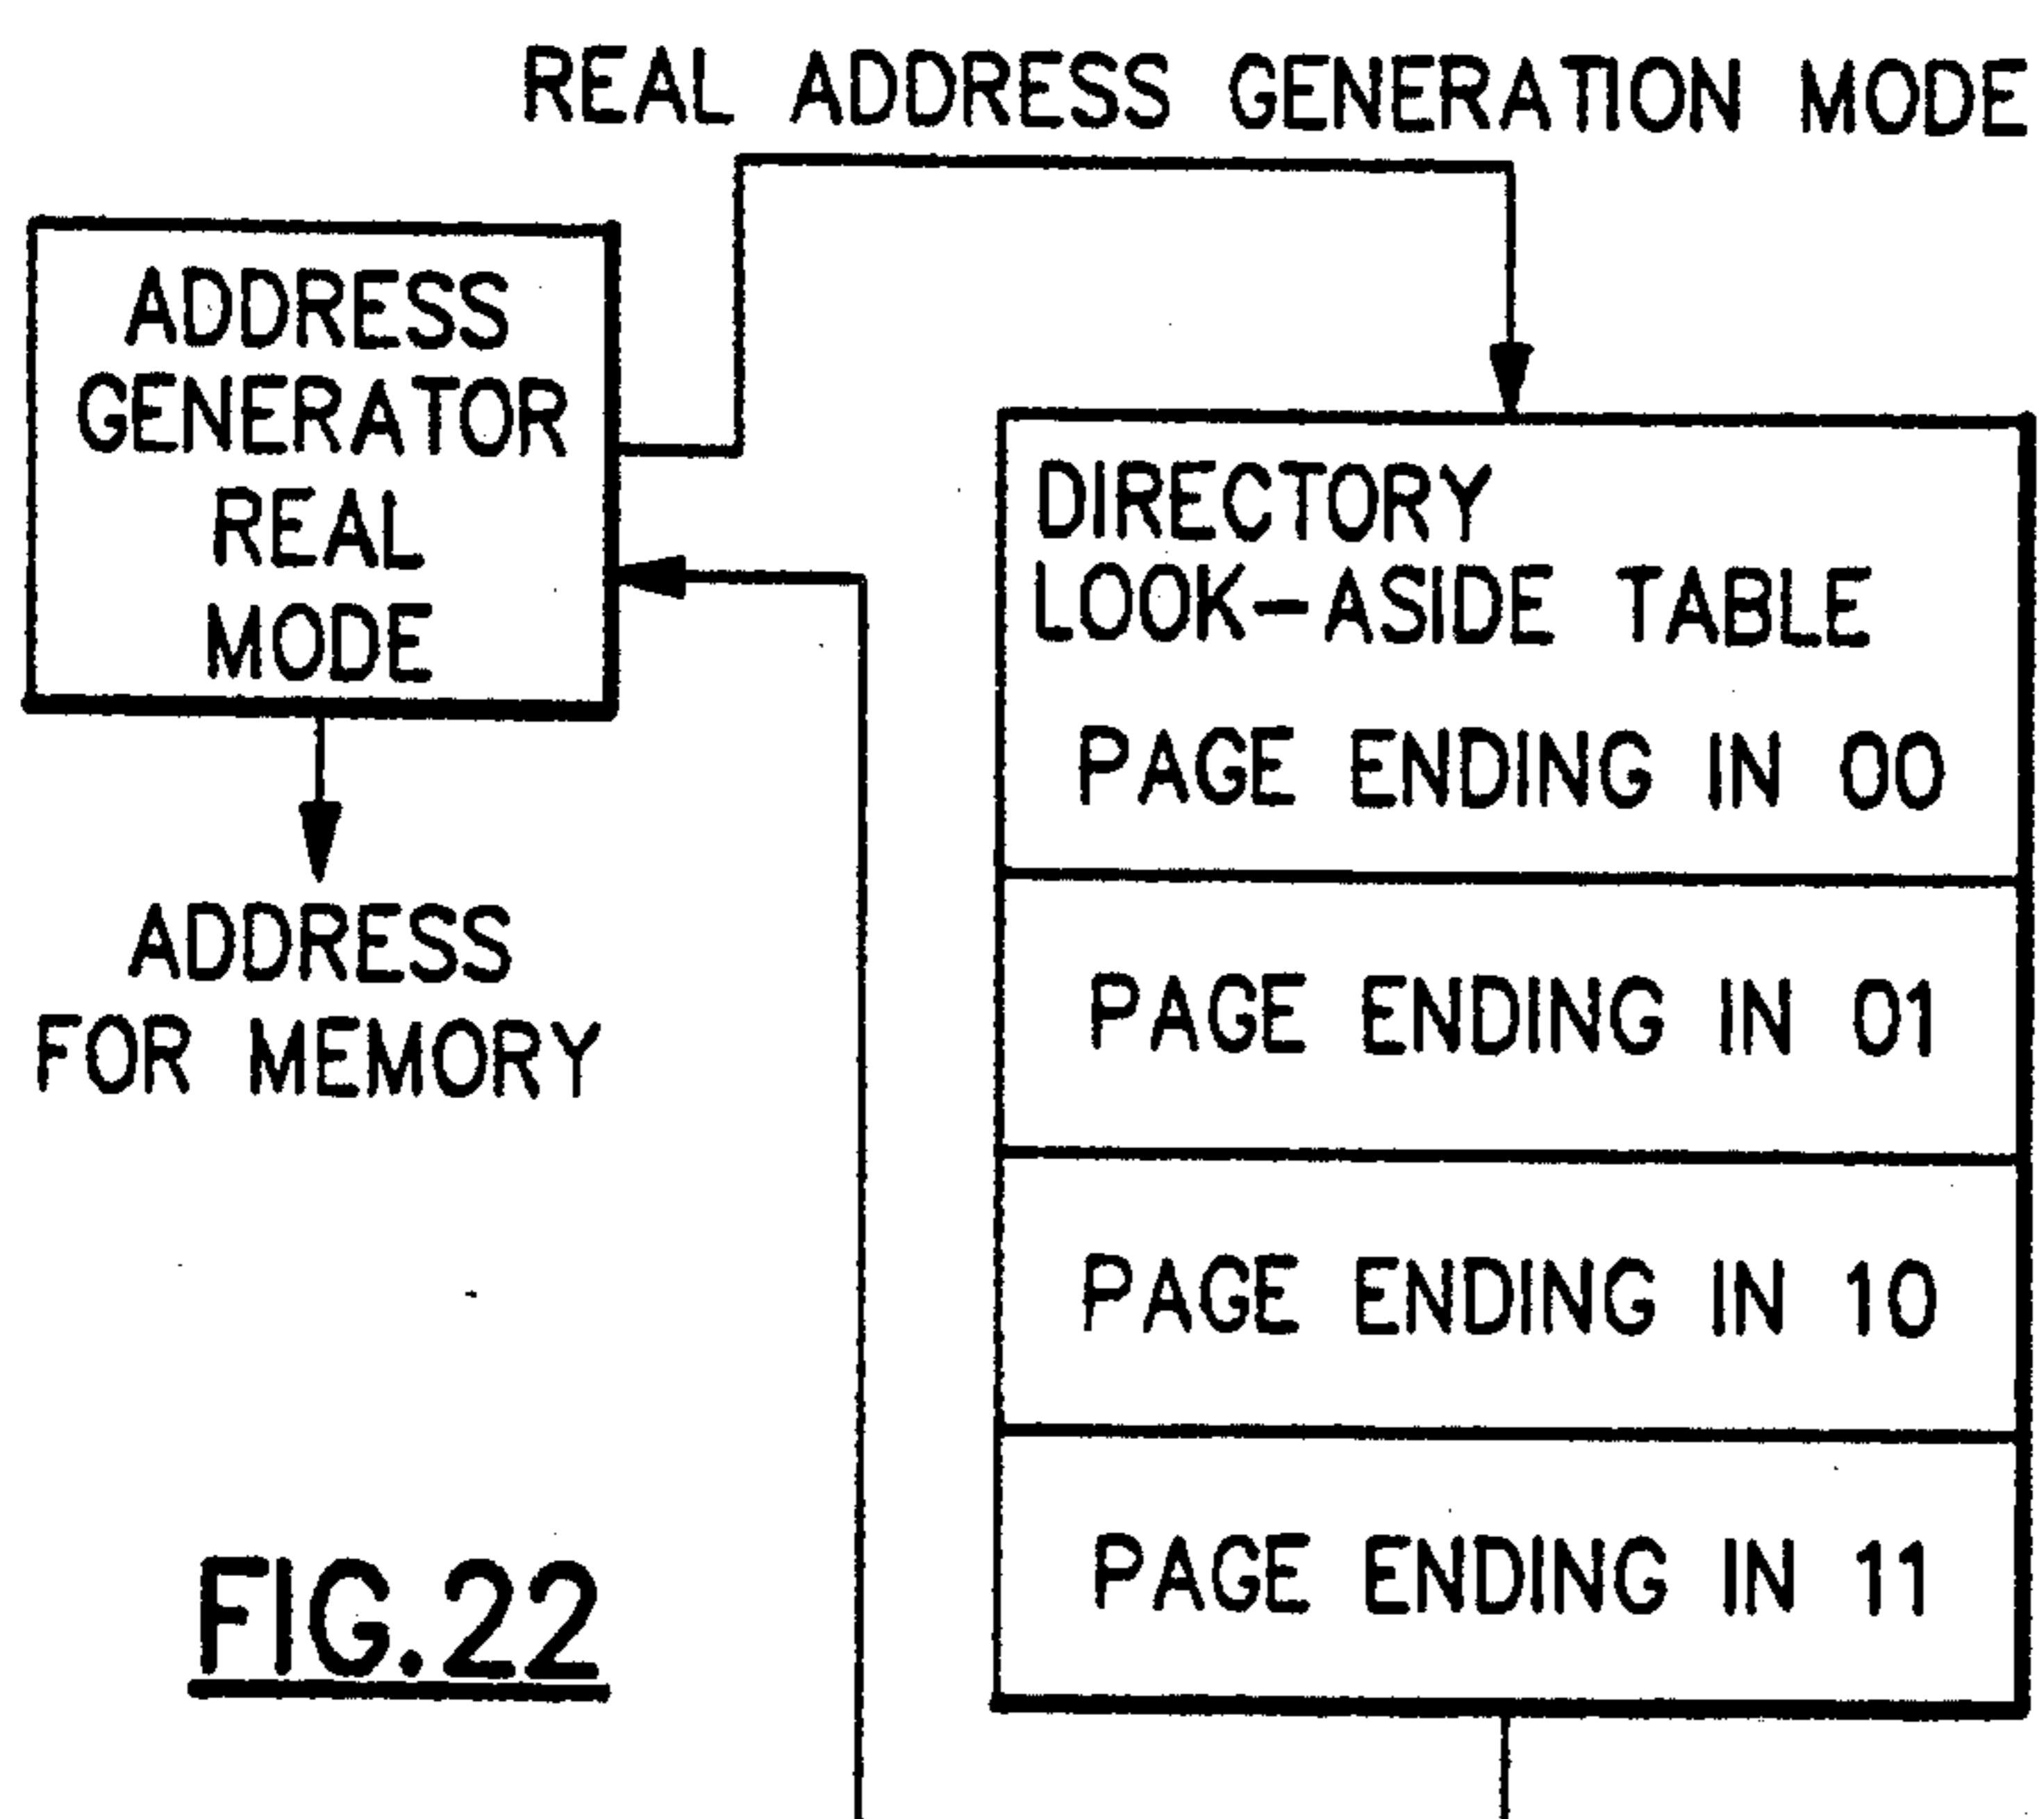 REAL ADDRESS GENERATION MODE
ADDRESS
GENERATOR
REAL
MODE
ADDRESS
FOR MEMORY
DIRECTORY
LOOK-ASIDE TABLE
PAGE ENDING IN 00
PAGE ENDING IN 01
PAGE ENDING IN 10
PAGE ENDING IN 11
FIG.22